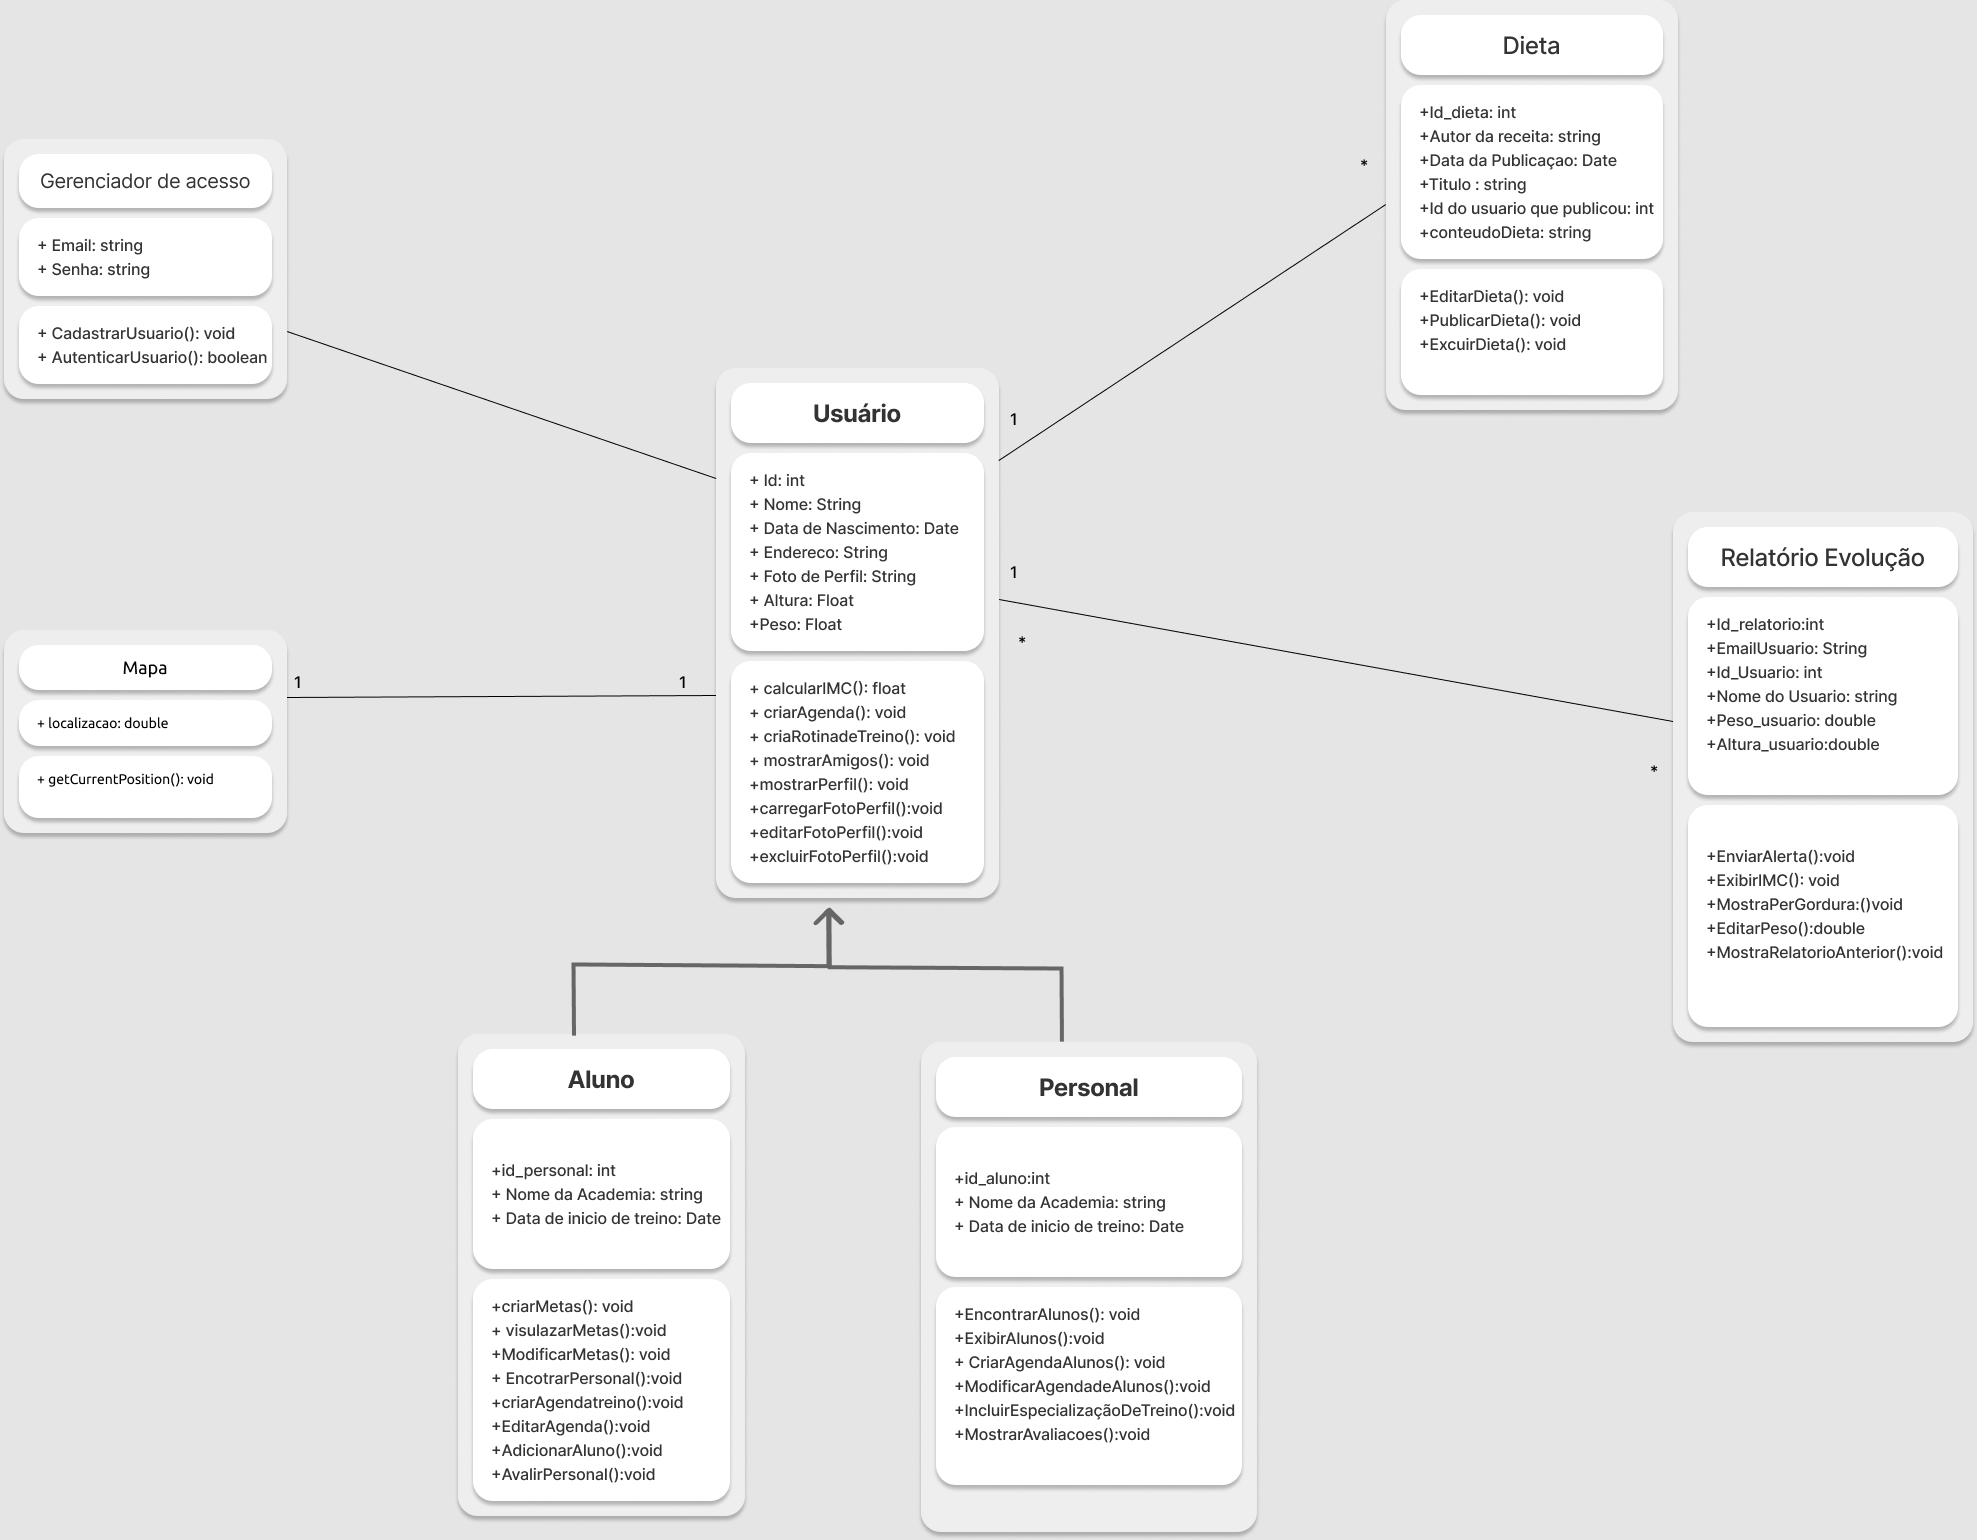 Dieta
+Id_dieta: int
+Autor da receita: string
+Data da Publicaçao: Date
+Titulo : string
+Id do usuario que publicou: int
+conteudoDieta: string
+EditarDieta(): void
+PublicarDieta(): void
+ExcuirDieta(): void
*
1
Gerenciador de acesso
+ Email: string
+ Senha: string
+ CadastrarUsuario(): void
+ AutenticarUsuario(): boolean
Usuário
+ Id: int
+ Nome: String
+ Data de Nascimento: Date
+ Endereco: String
+ Foto de Perfil: String
+ Altura: Float
+Peso: Float
+ calcularIMC(): float
+ criarAgenda(): void
+ criaRotinadeTreino(): void
+ mostrarAmigos(): void
+mostrarPerfil(): void
+carregarFotoPerfil():void
+editarFotoPerfil():void
+excluirFotoPerfil():void
1
*
*
Relatório Evolução
+Id_relatorio:int
+EmailUsuario: String
+Id_Usuario: int
+Nome do Usuario: string
+Peso_usuario: double
+Altura_usuario:double
+EnviarAlerta():void
+ExibirIMC(): void
+MostraPerGordura:()void
+EditarPeso():double
+MostraRelatorioAnterior():void
Mapa
+ localizacao: double
+ getCurrentPosition(): void
1
1
Aluno
+id_personal: int
+ Nome da Academia: string
+ Data de inicio de treino: Date
+criarMetas(): void
+ visulazarMetas():void
+ModificarMetas(): void
+ EncotrarPersonal():void
+criarAgendatreino():void
+EditarAgenda():void
+AdicionarAluno():void
+AvalirPersonal():void
Personal
+id_aluno:int
+ Nome da Academia: string
+ Data de inicio de treino: Date
+EncontrarAlunos(): void
+ExibirAlunos():void
+ CriarAgendaAlunos(): void
+ModificarAgendadeAlunos():void
+IncluirEspecializaçãoDeTreino():void
+MostrarAvaliacoes():void